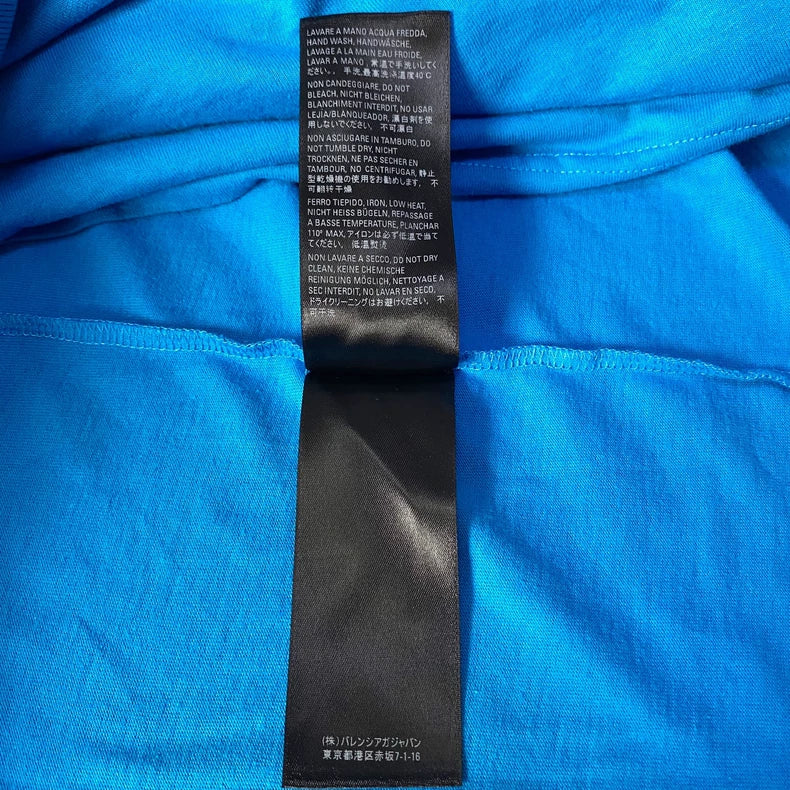 LAVARE A MANO ACQUA FREDDA,
HAND WASH, HANDWÄSCHE,
LAVAGE A LA MAIN EAU FROIDE,
LAVAR A MANO, 常温で手洗いしてく
ださい。, 手洗,最高洗涤温度40℃
NON CANDEGGIARE, DO NOT
BLEACH, NICHT BLEICHEN,
BLANCHIMENT INTERDIT, NO USAR
LEJIA/BLANQUEADOR, 漂白剤を使
用しないでください, 不可漂白
NON ASCIUGARE IN TAMBURO, DO
NOT TUMBLE DRY, NICHT
TROCKNEN, NE PAS SECHER EN
TAMBOUR, NO CENTRIFUGAR, 静止
型乾燥機の使用をお勧めします, 不
可翻转干燥
FERRO TIEPIDO, IRON, LOW HEAT,
NICHT HEISS BÜGELN, REPASSAGE
A BASSE TEMPERATURE, PLANCHAR
110° MAX, アイロンは必ず低温で当て
てください, 低温熨烫
NON LAVARE A SECCO, DO NOT DRY
CLEAN, KEINE CHEMISCHE
REINIGUNG MÖGLICH, NETTOYAGE A
SEC INTERDIT, NO LAVAR EN SECO,
ドライクリーニングはお避けください, 不
可干洗
(株)バレンシアガジャパン
東京都港区赤坂7-1-16